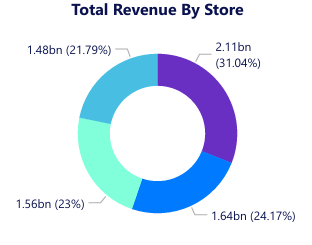 Total Revenue By Store
1.48bn (21.79%)
2.11bn
(31.04%)
1.56bn (23%)
1.64bn (24.17%)